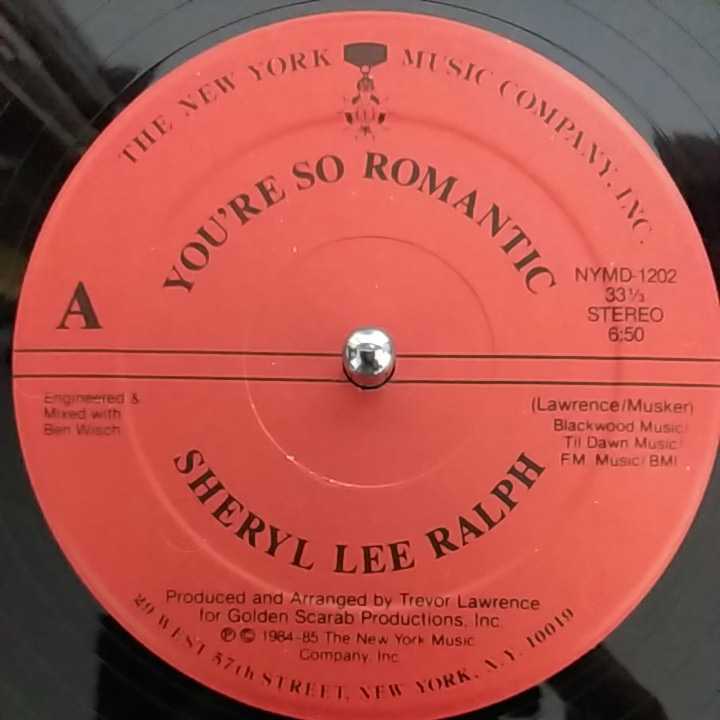 THE NEW YORK MUSIC COMPANY, INC.
YOU'RE SO ROMANTIC
A
NYMD-1202
33⅓
STEREO
6:50
Engineered &
Mixed with
Ben Wisch
(Lawrence/Musker)
Blackwood Music/
Til Dawn Music/
F.M. Music/BMI
SHERYL LEE RALPH
Produced and Arranged by Trevor Lawrence
for Golden Scarab Productions, Inc.
℗ © 1984-85 The New York Music
Company, Inc.
29 WEST 57th STREET, NEW YORK, N.Y. 10019